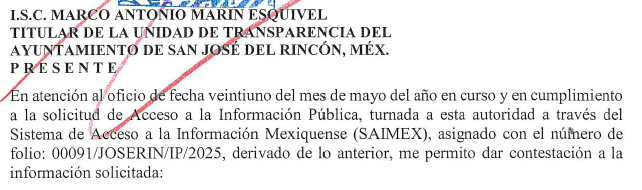 I.S.C. MARCO ANTONIO MARIN ESQUIVEL
TITULAR DE LA UNIDAD DE TRANSPARENCIA DEL
AYUNTAMIENTO DE SAN JOSÉ DEL RINCÓN, MÉX.
P R E S E N T E
En atención al oficio de fecha veintiuno del mes de mayo del año en curso y en cumplimiento
a la solicitud de Acceso a la Información Pública, turnada a esta autoridad a través del
Sistema de Acceso a la Información Mexiquense (SAIMEX), asignado con el número de
folio: 00091/JOSERIN/IP/2025, derivado de lo anterior, me permito dar contestación a la
información solicitada: